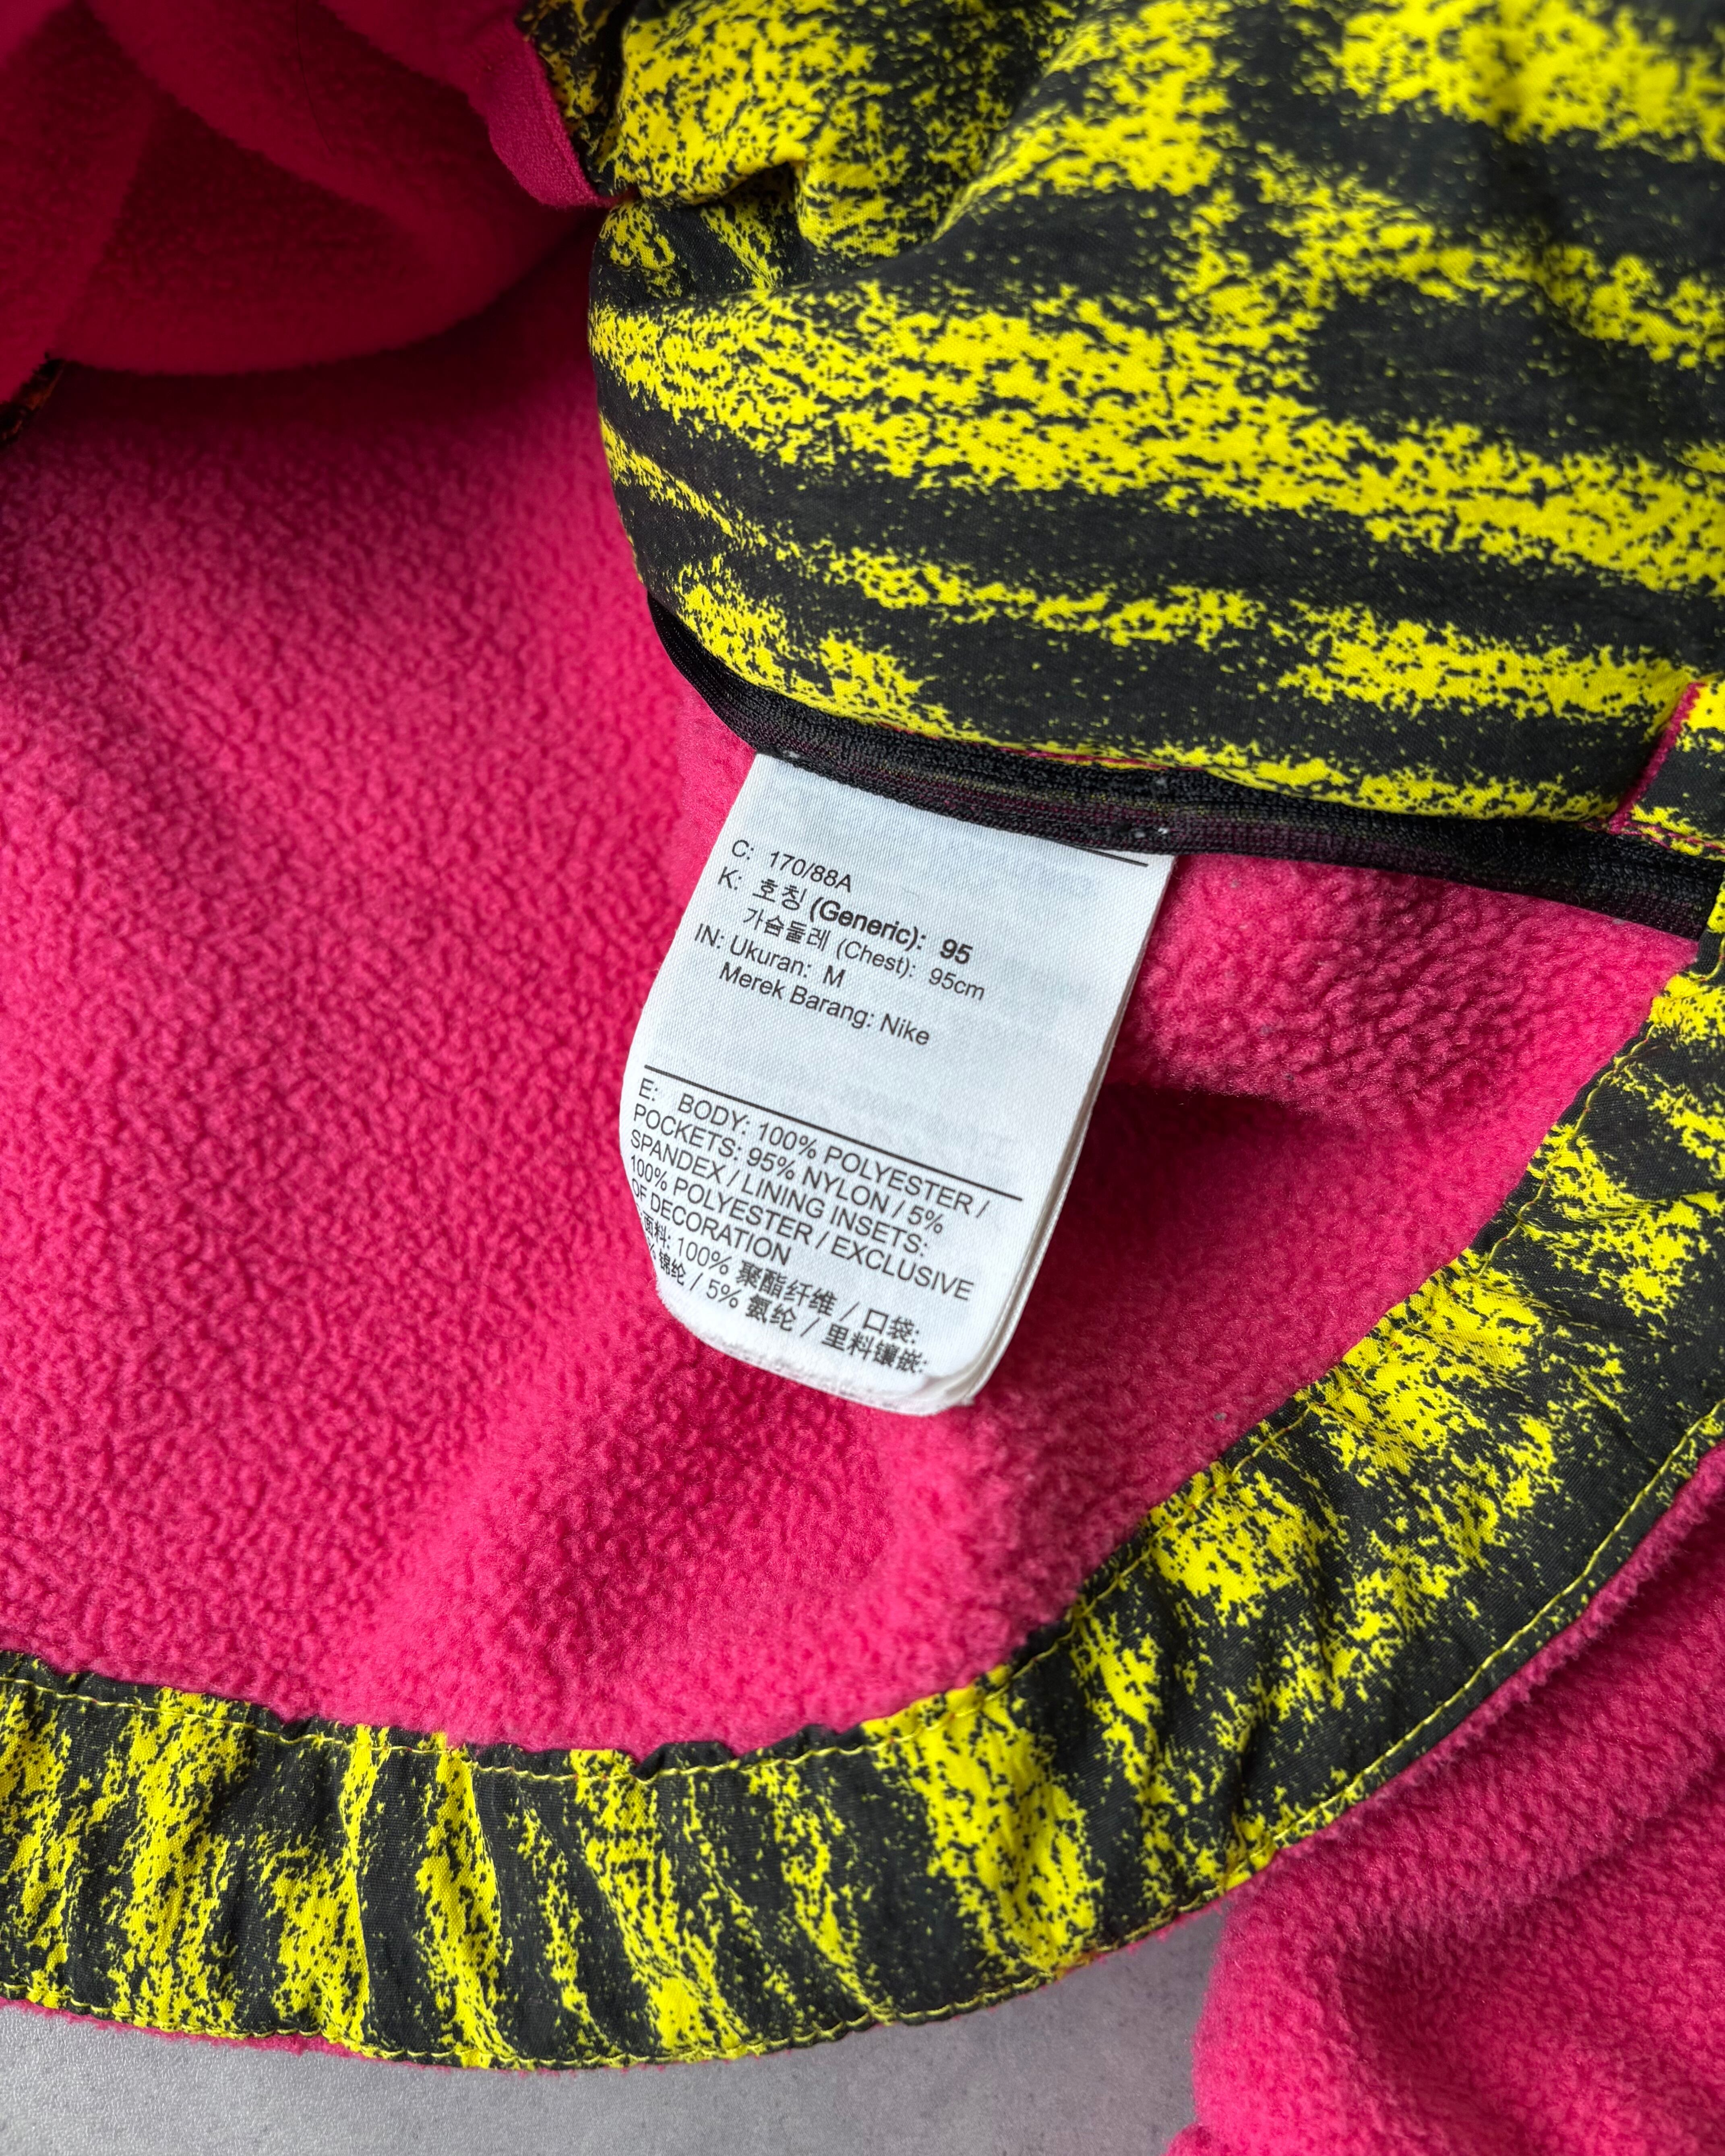 C: 170/88A
K: 호칭 (Generic): 95
가슴둘레 (Chest): 95cm
IN: Ukuran: M
Merek Barang: Nike
E: BODY: 100% POLYESTER /
POCKETS: 95% NYLON / 5%
SPANDEX / LINING INSETS:
100% POLYESTER / EXCLUSIVE
OF DECORATION
面料: 100% 聚酯纤维 / 口袋:
% 锦纶 / 5% 氨纶 / 里料镶嵌: